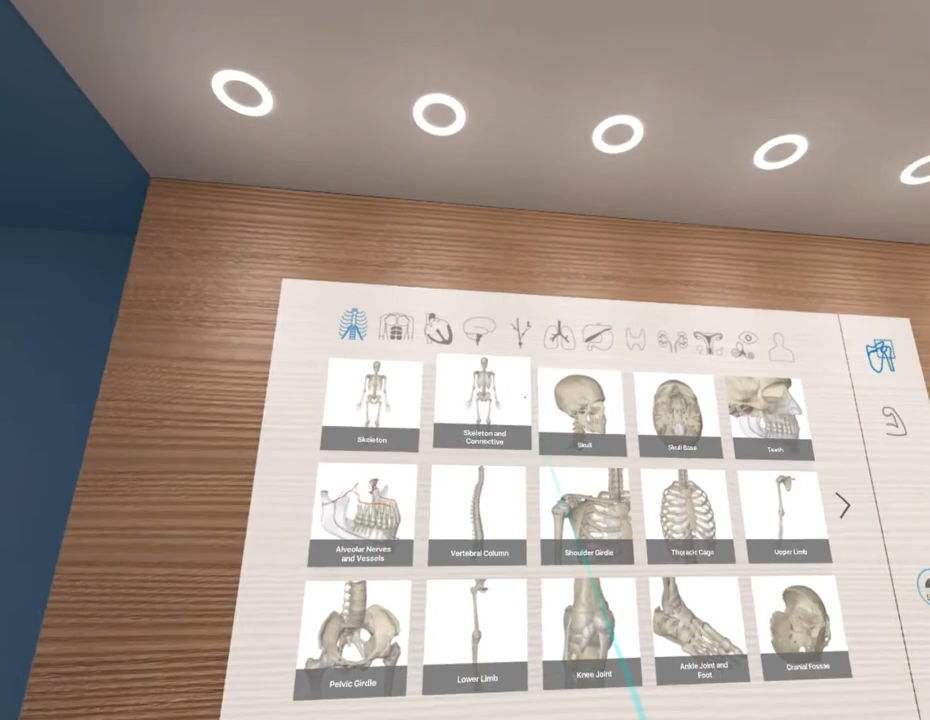 Skeleton
Skeleton and
Connective
Skull
Skull Base
Teeth
Alveolar Nerves
and Vessels
Vertebral Column
Shoulder Girdle
Thoracic Cage
Upper Limb
Pelvic Girdle
Lower Limb
Knee Joint
Ankle Joint and
Foot
Cranial Fossae